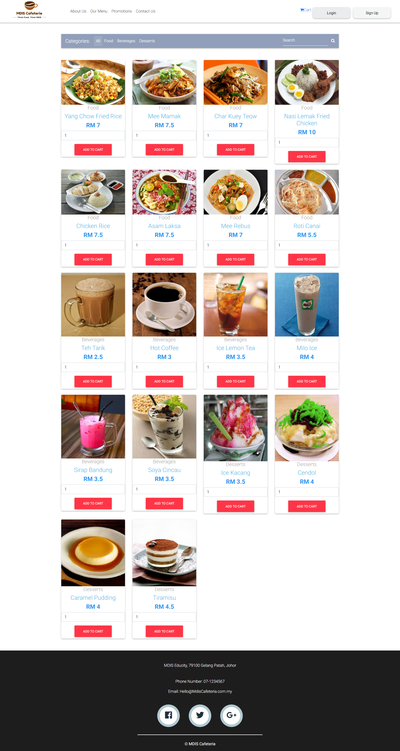 MDIS Cafeteria
About Us Our Menu Promotions Contact Us
Cart
Login
Sign Up
Categories All Food Beverages Desserts
Search
Food Food Food Food
Yang Chow Fried Rice Mee Mamak Char Kuey Teow Nasi Lemak Fried
Chicken
RM 7 RM 7.5 RM 7 RM 10
1 1 1 1
ADD TO CART ADD TO CART ADD TO CART ADD TO CART
Food Food Food Food
Chicken Rice Asam Laksa Mee Rebus Roti Canai
RM 7.5 RM 7.5 RM 7 RM 5.5
1 1 1 1
ADD TO CART ADD TO CART ADD TO CART ADD TO CART
Beverages Beverages Beverages Beverages
Teh Tarik Hot Coffee Ice Lemon Tea Milo Ice
RM 2.5 RM 3 RM 3.5 RM 4
1 1 1 1
ADD TO CART ADD TO CART ADD TO CART ADD TO CART
Beverages Beverages Desserts Desserts
Sirap Bandung Soya Cincau Ice Kacang Cendol
RM 3.5 RM 3.5 RM 3.5 RM 4
1 1 1 1
ADD TO CART ADD TO CART ADD TO CART ADD TO CART
Desserts Desserts
Caramel Pudding Tiramisu
RM 4 RM 4.5
1 1
ADD TO CART ADD TO CART
MDIS Educity, 79100 Gelang Patah, Johor
Phone Number: 27-1234567
Email: Hello@MdisCafeteria.com.my
© MDIS Cafeteria